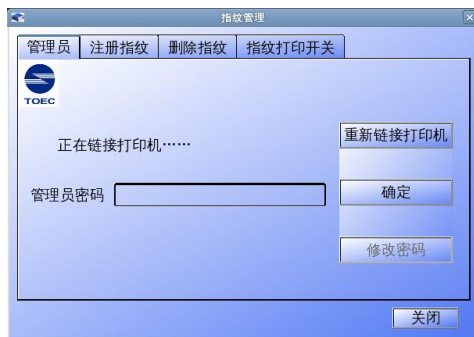 指纹管理
管理员 注册指纹 删除指纹 指纹打印开关
TOEC
正在链接打印机……
重新链接打印机
管理员密码
确定
修改密码
关闭